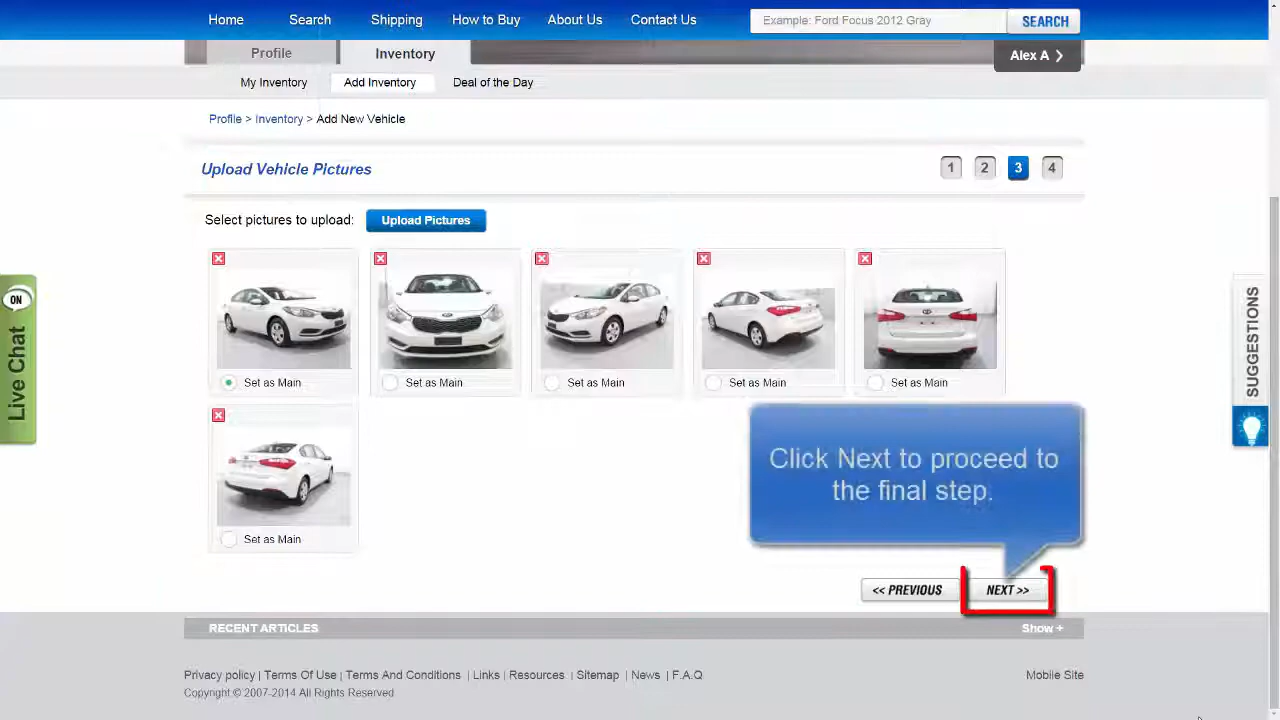 Home Search Shipping How to Buy About Us Contact Us Example: Ford Focus 2012 Gray SEARCH
Profile Inventory Alex A
My Inventory Add Inventory Deal of the Day
Profile > Inventory > Add New Vehicle
Upload Vehicle Pictures 1 2 3 4
Select pictures to upload: Upload Pictures
Set as Main Set as Main Set as Main Set as Main Set as Main
Set as Main
Click Next to proceed to
the final step.
<< PREVIOUS NEXT >>
ON
Live Chat
SUGGESTIONS
RECENT ARTICLES Show +
Privacy policy | Terms Of Use | Terms And Conditions | Links | Resources | Sitemap | News | F.A.Q Mobile Site
Copyright © 2007-2014 All Rights Reserved